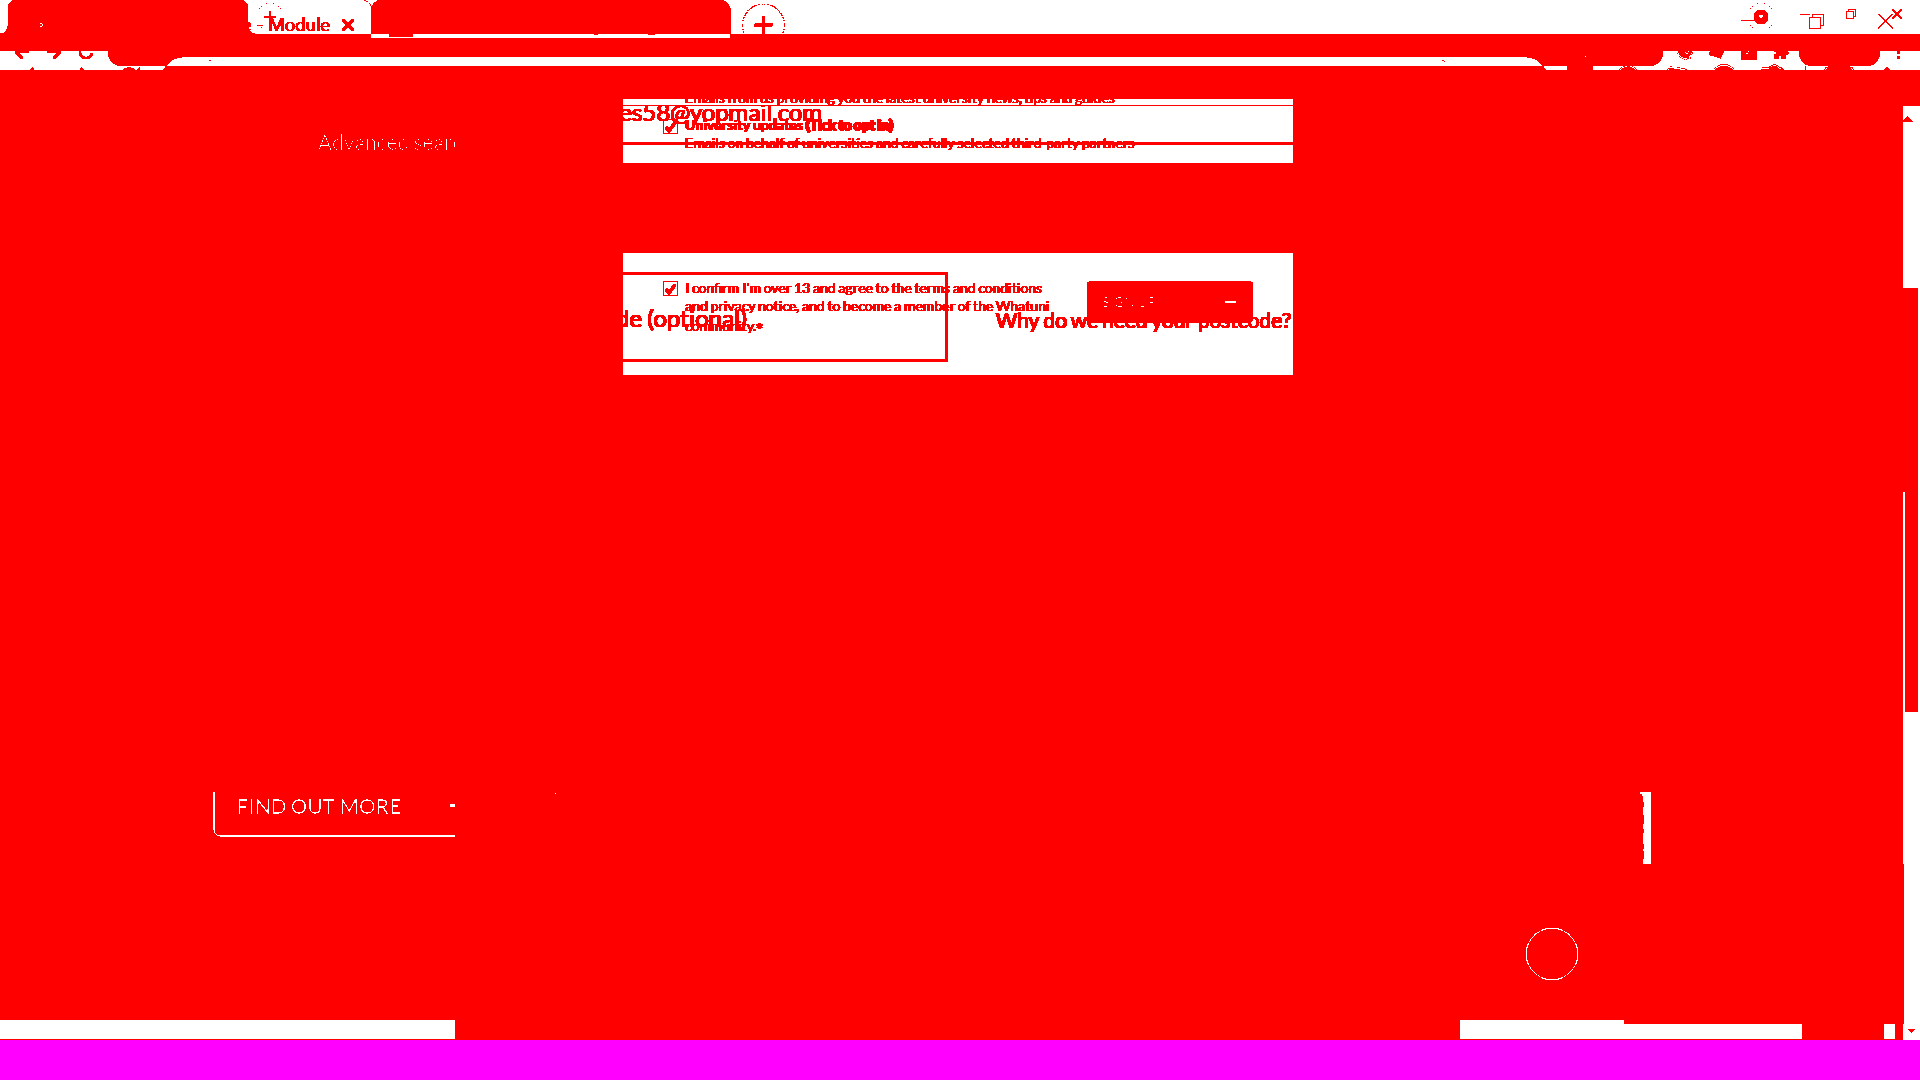 Module
Emails from us providing you the latest university news, tips and guides
es58@yopmail.com
University updates (Tick to opt in)
Advanced sear
Emails on behalf of universities and carefully selected third-party partners
I confirm I'm over 13 and agree to the terms and conditions
SIGN UP
and privacy notice, and to become a member of the Whatuni
de (optional)
Why do we need your postcode?
community.*
FIND OUT MORE